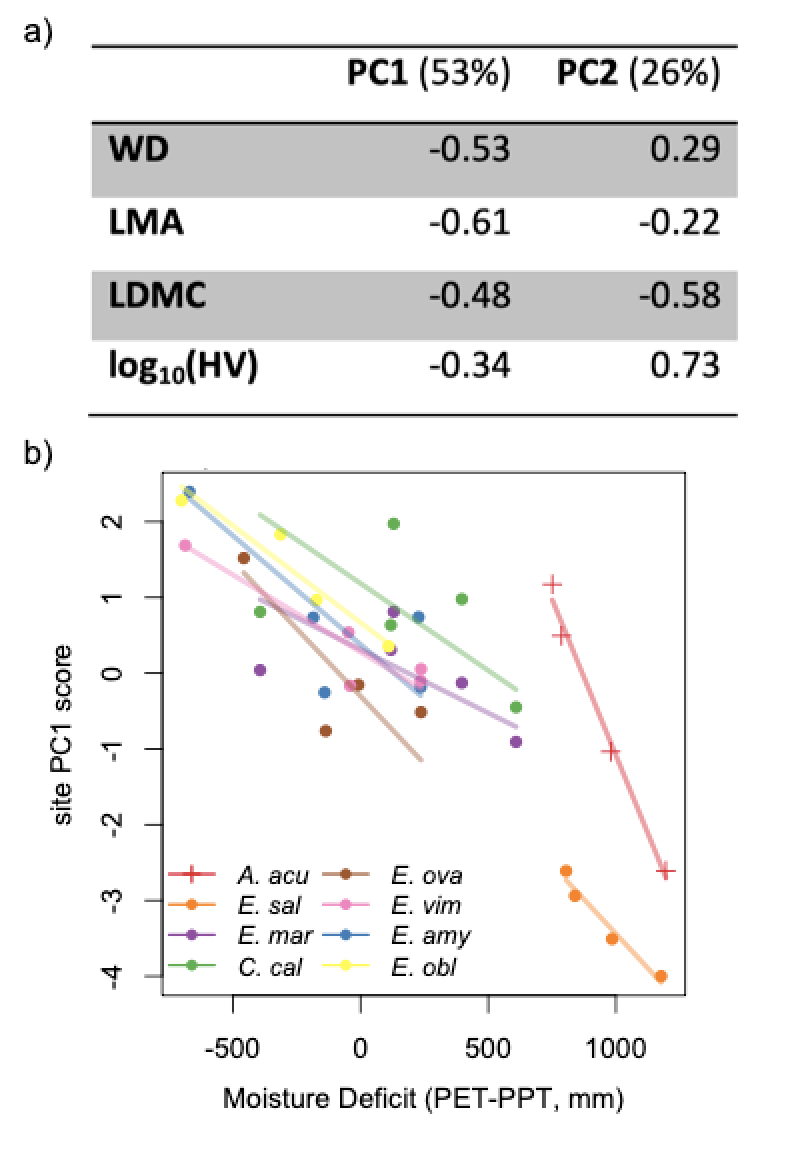 a)
PC1 (53%) PC2 (26%)
WD -0.53 0.29
LMA -0.61 -0.22
LDMC -0.48 -0.58
log₁₀(HV) -0.34 0.73
b)
site PC1 score
2
1
0
-1
-2
-3
-4
A. acu E. ova
E. sal E. vim
E. mar E. amy
C. cal E. obl
-500 0 500 1000
Moisture Deficit (PET-PPT, mm)